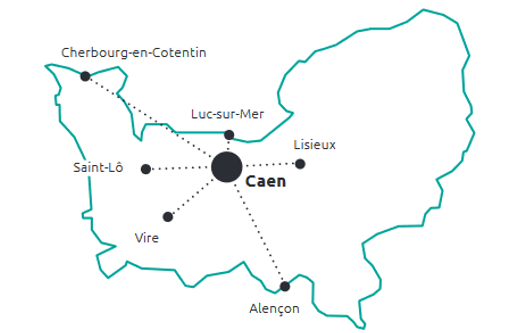 Cherbourg-en-Cotentin
Luc-sur-Mer
Lisieux
Saint-Lô
Caen
Vire
Alençon